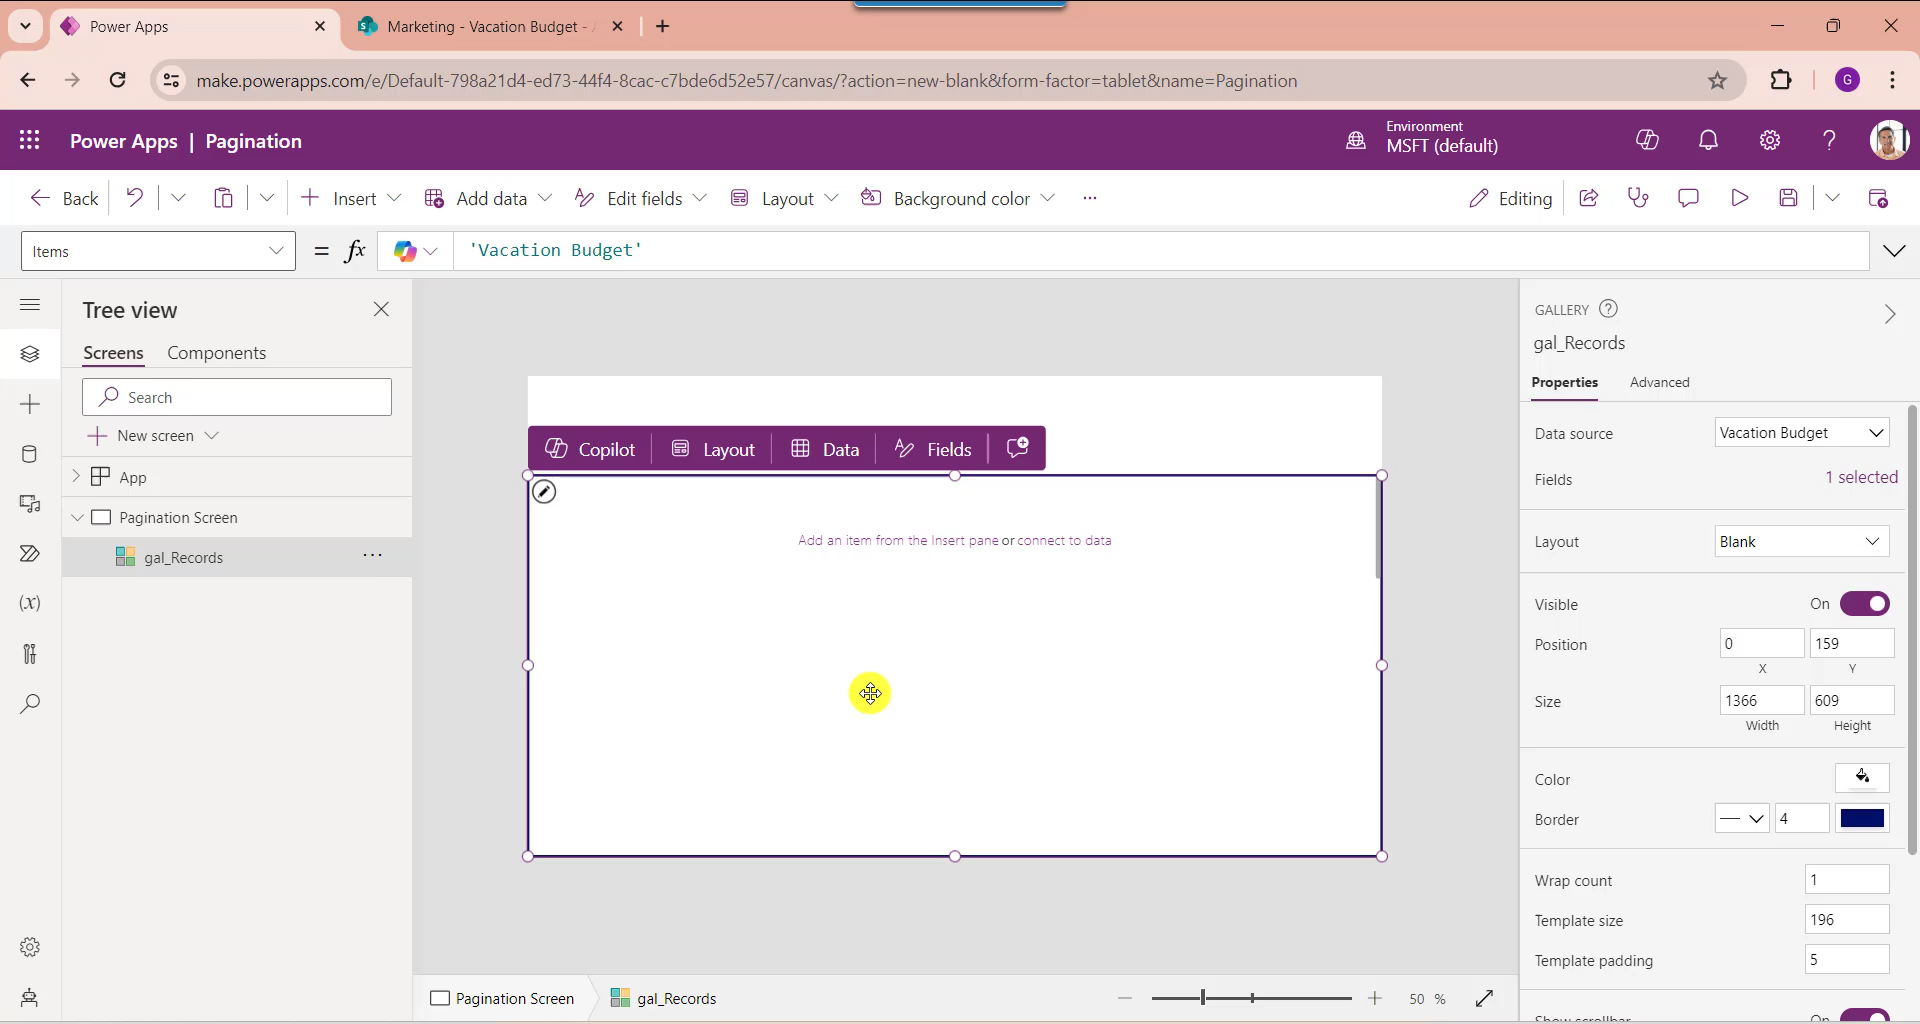 Power Apps
Marketing - Vacation Budget -
make.powerapps.com/e/Default-798a21d4-ed73-44f4-8cac-c7bde6d52e57/canvas/?action=new-blank&form-factor=tablet&name=Pagination
G
Power Apps | Pagination
Environment
MSFT (default)
Back
Insert
Add data
Edit fields
Layout
Background color
Editing
Items
= fx
'Vacation Budget'
Tree view
Screens
Components
Search
New screen
App
Pagination Screen
gal_Records
(x)
Copilot
Layout
Data
Fields
Add an item from the Insert pane or connect to data
Pagination Screen
gal_Records
50 %
GALLERY
gal_Records
Properties
Advanced
Data source
Vacation Budget
Fields
1 selected
Layout
Blank
Visible
On
Position
0
159
X
Y
Size
1366
609
Width
Height
Color
Border
4
Wrap count
1
Template size
196
Template padding
5
Show scrollbar
On